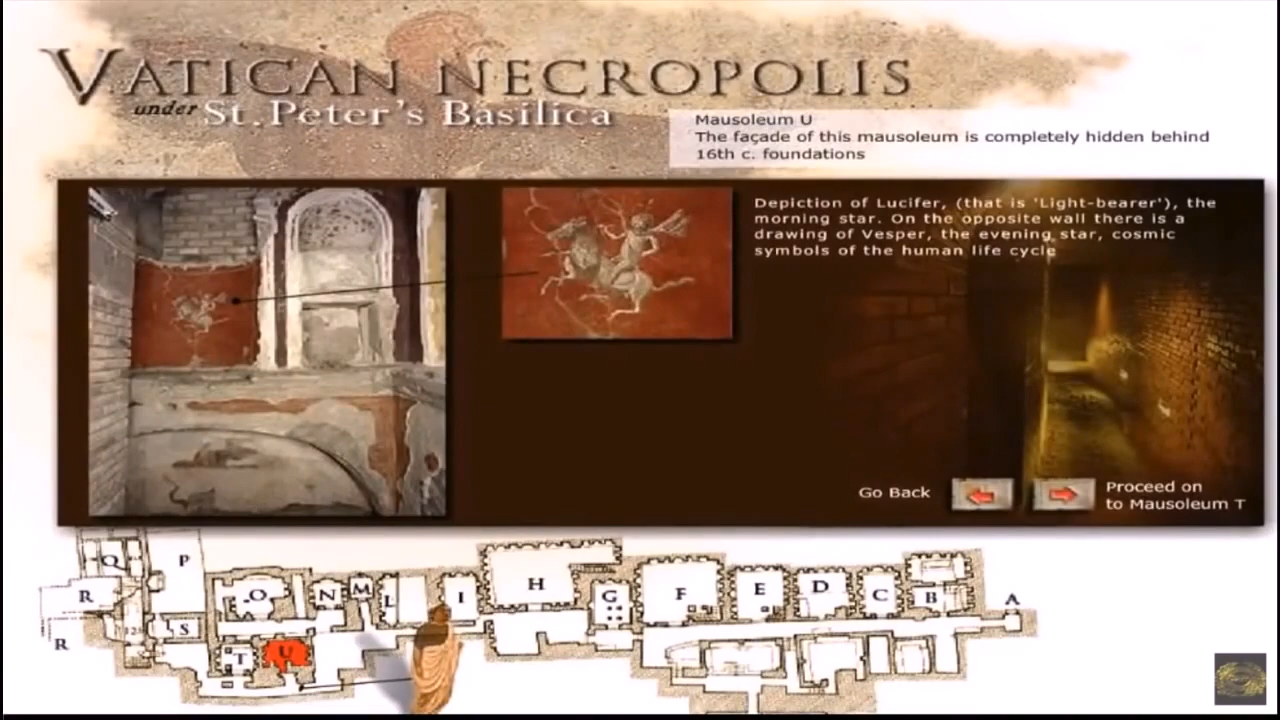 VATICAN NECROPOLIS
under St. Peter's Basilica
Mausoleum U
The façade of this mausoleum is completely hidden behind
16th c. foundations
Depiction of Lucifer, (that is 'Light-bearer'), the
morning star. On the opposite wall there is a
drawing of Vesper, the evening star, cosmic
symbols of the human life cycle
Go Back
Proceed on
to Mausoleum T
Q P
R O N M L I H G F E D C B A
R S T U